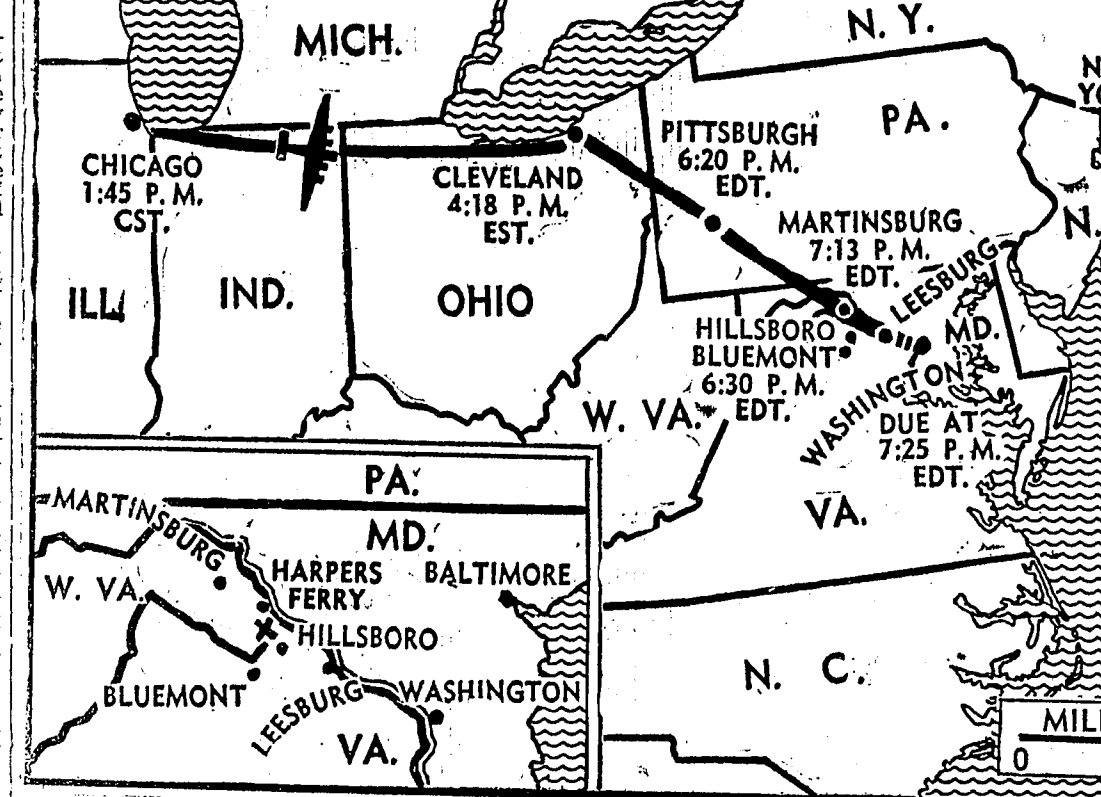 MICH.
N. Y.
PA.
CHICAGO
1:45 P. M.
CST.
CLEVELAND
4:18 P. M.
EST.
PITTSBURGH
6:20 P. M.
EDT.
MARTINSBURG
7:13 P. M.
EDT.
LEESBURG
N.
ILL
IND.
OHIO
HILLSBORO
BLUEMONT
6:30 P. M.
EDT.
MD.
WASHINGTON
DUE AT
7:25 P. M.
EDT.
W. VA.
VA.
N. C.
0
PA.
MARTINSBURG
MD.
W. VA.
HARPERS
FERRY
BALTIMORE
HILLSBORO
BLUEMONT
LEESBURG
WASHINGTON
VA.